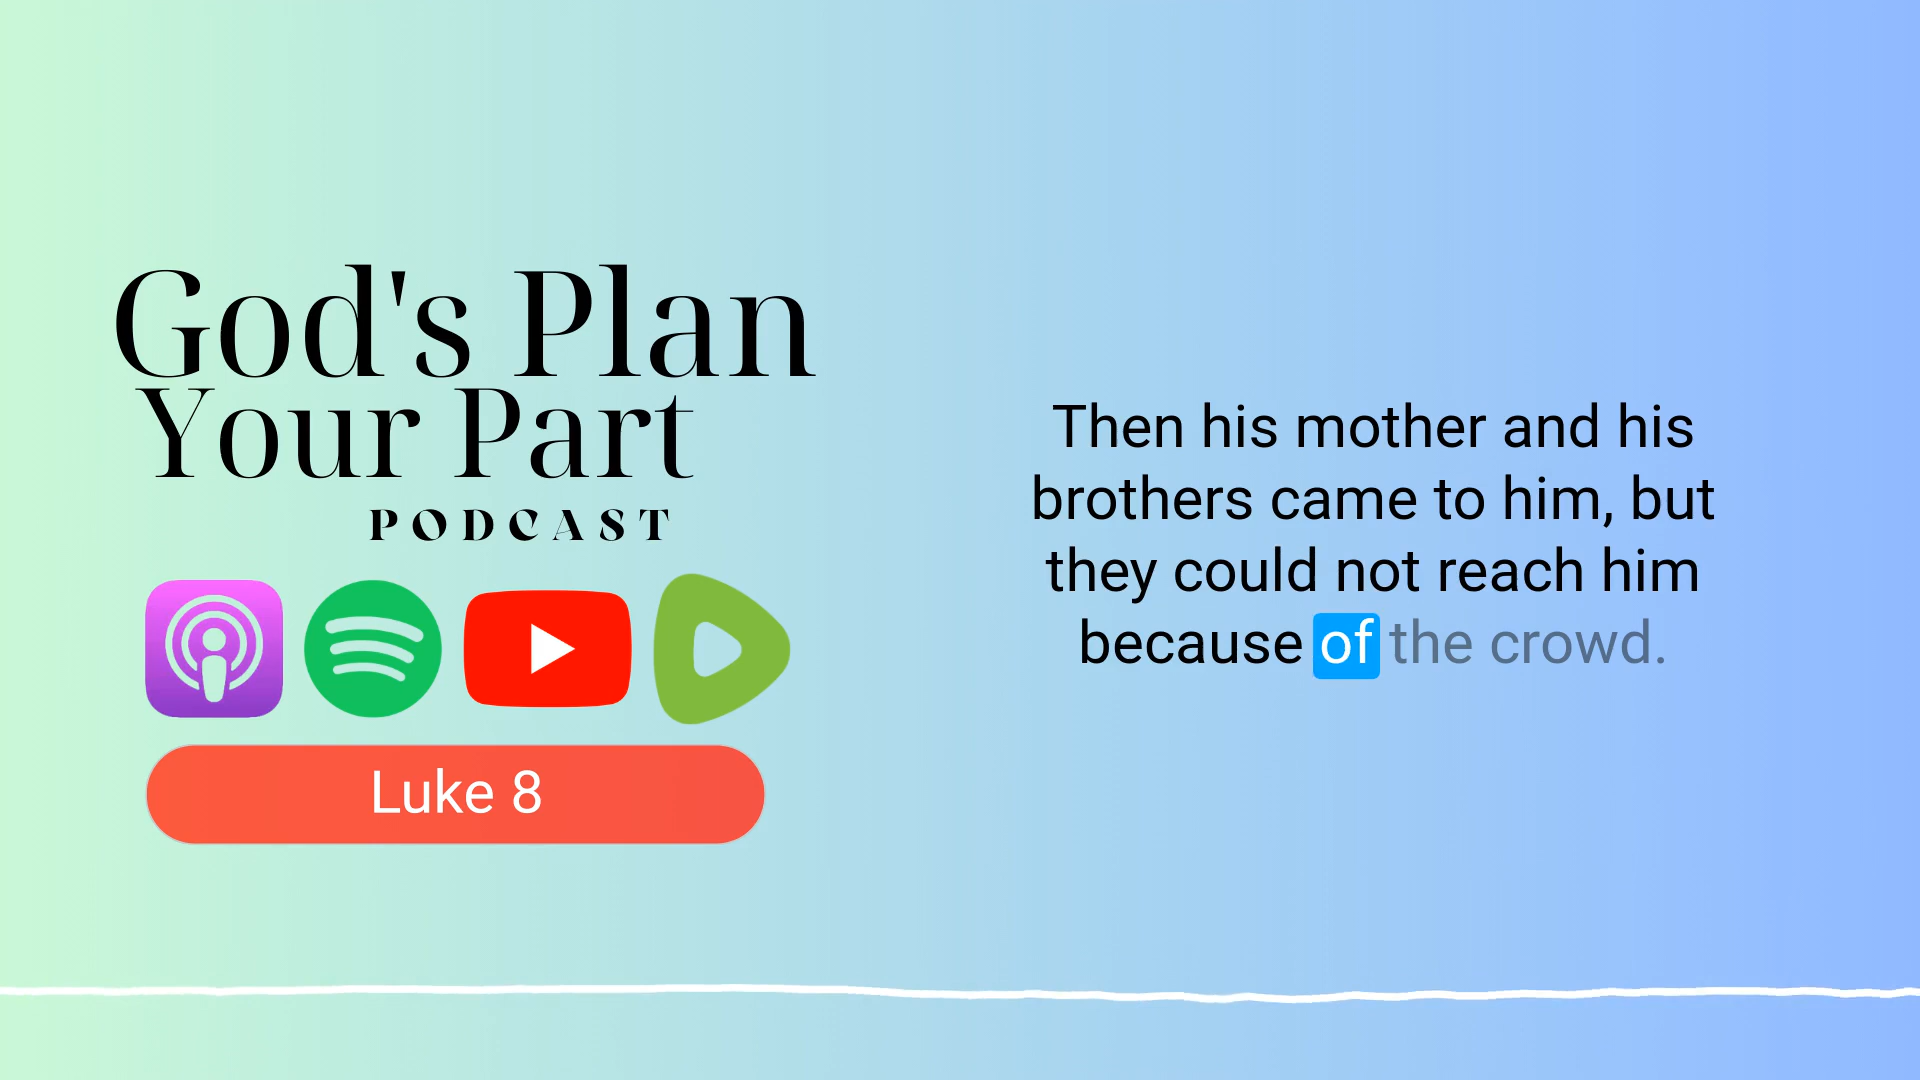 God's Plan
Your Part
PODCAST
Luke 8
Then his mother and his
brothers came to him, but
they could not reach him
because of the crowd.